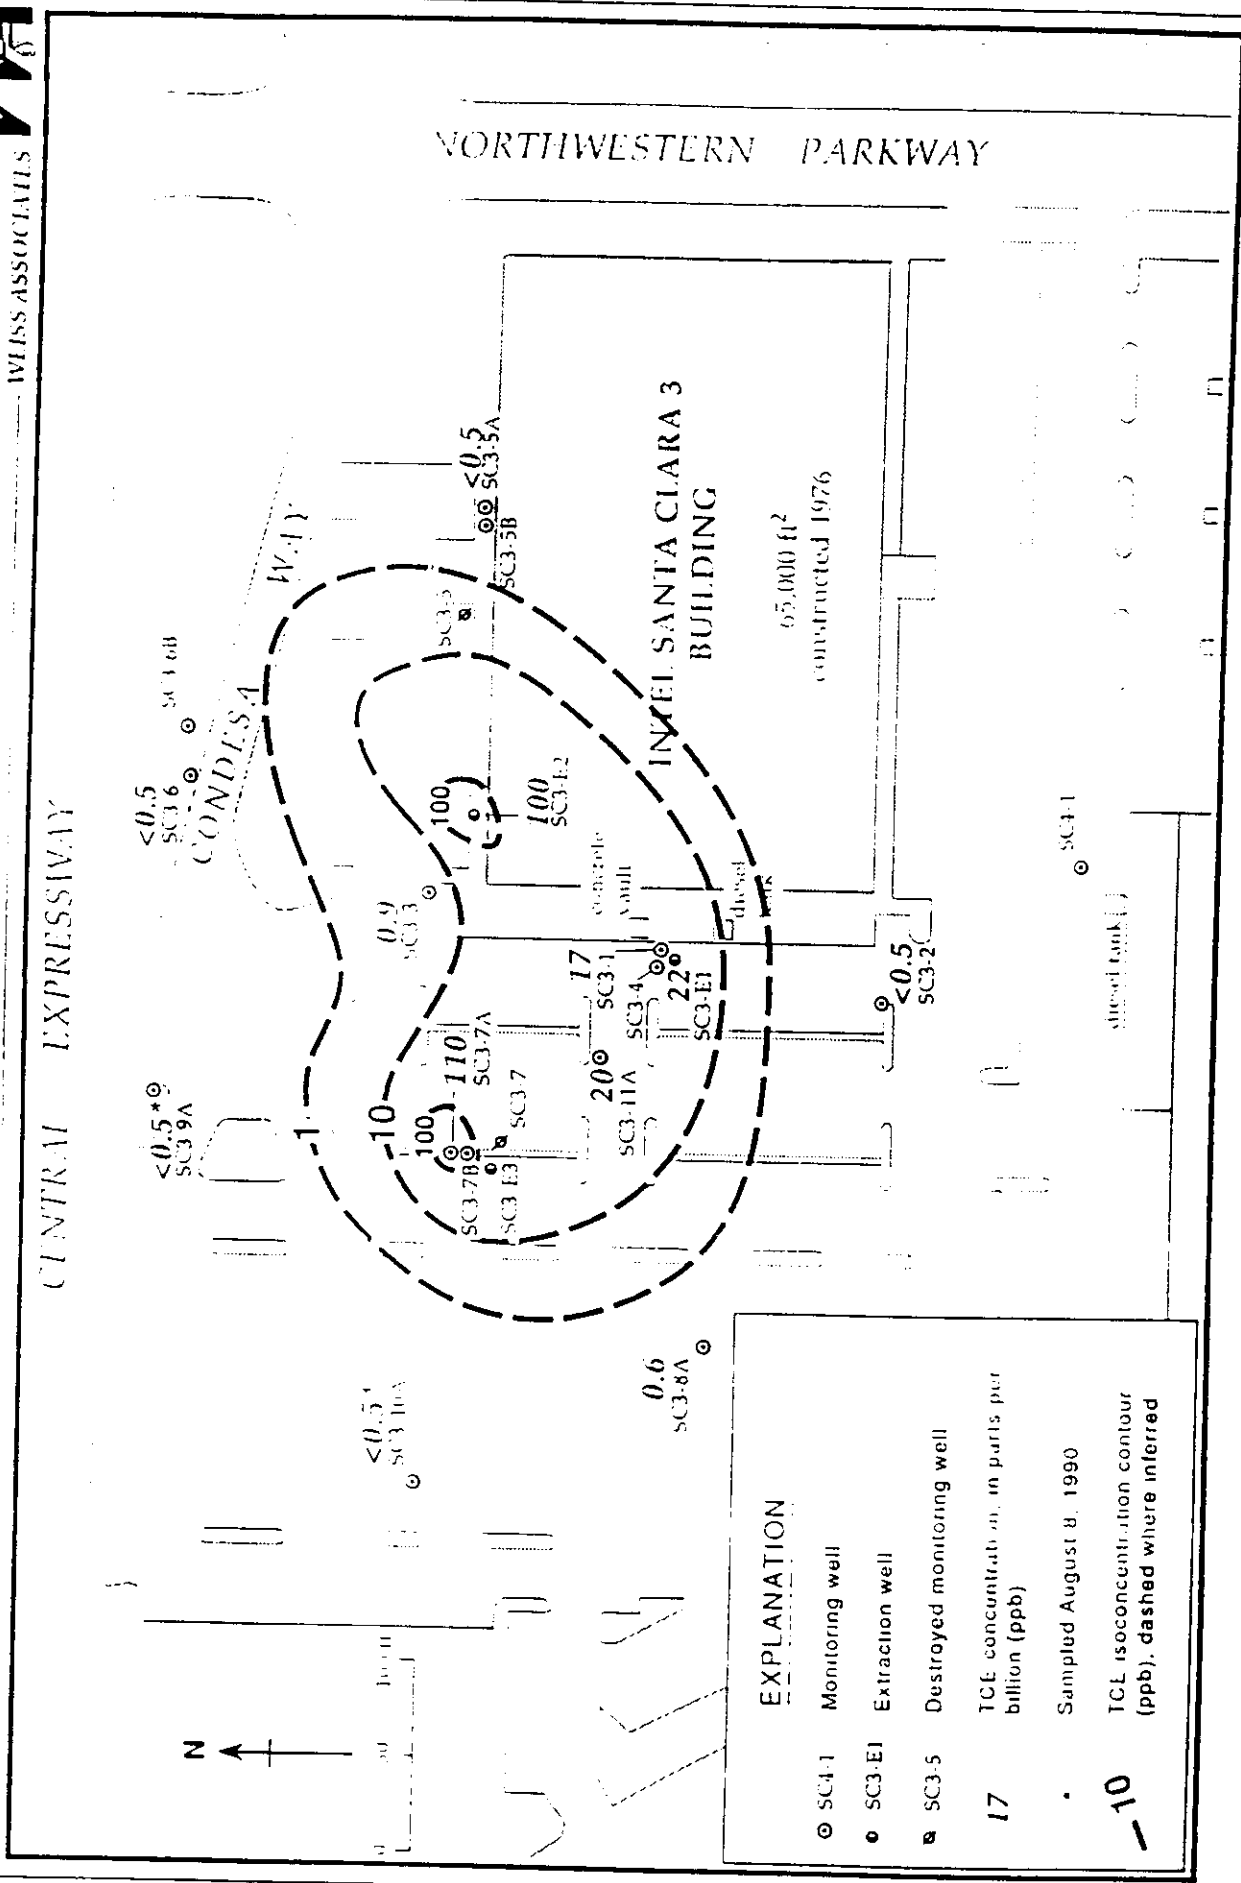 WEISS ASSOCIATES
CENTRAL EXPRESSWAY
NORTHWESTERN PARKWAY
CONDESA WAY
<0.5*
SC3 9A
<0.5
SC3 6
SC3 6B
<0.5*
SC3 10A
0.9
SC3 3
SC3-5
<0.5
SC3-5A
SC3-5B
1
10
100
110
SC3-7A
SC3-7B
SC3-7
SC3 E3
100
100
SC3-E2
17
SC3-1
SC3-4
22
SC3-E1
20
SC3-11A
concrete
vault
diesel
<0.5
SC3-2
0.6
SC3-8A
SC4-1
diesel tank
INTEL SANTA CLARA 3
BUILDING
65,000 ft²
constructed 1976
N
0 50 100 ft
EXPLANATION
SC4-1 Monitoring well
SC3-E1 Extraction well
SC3-5 Destroyed monitoring well
17 TCE concentration, in parts per
billion (ppb)
* Sampled August 8, 1990
10 TCE isoconcentration contour
(ppb), dashed where inferred